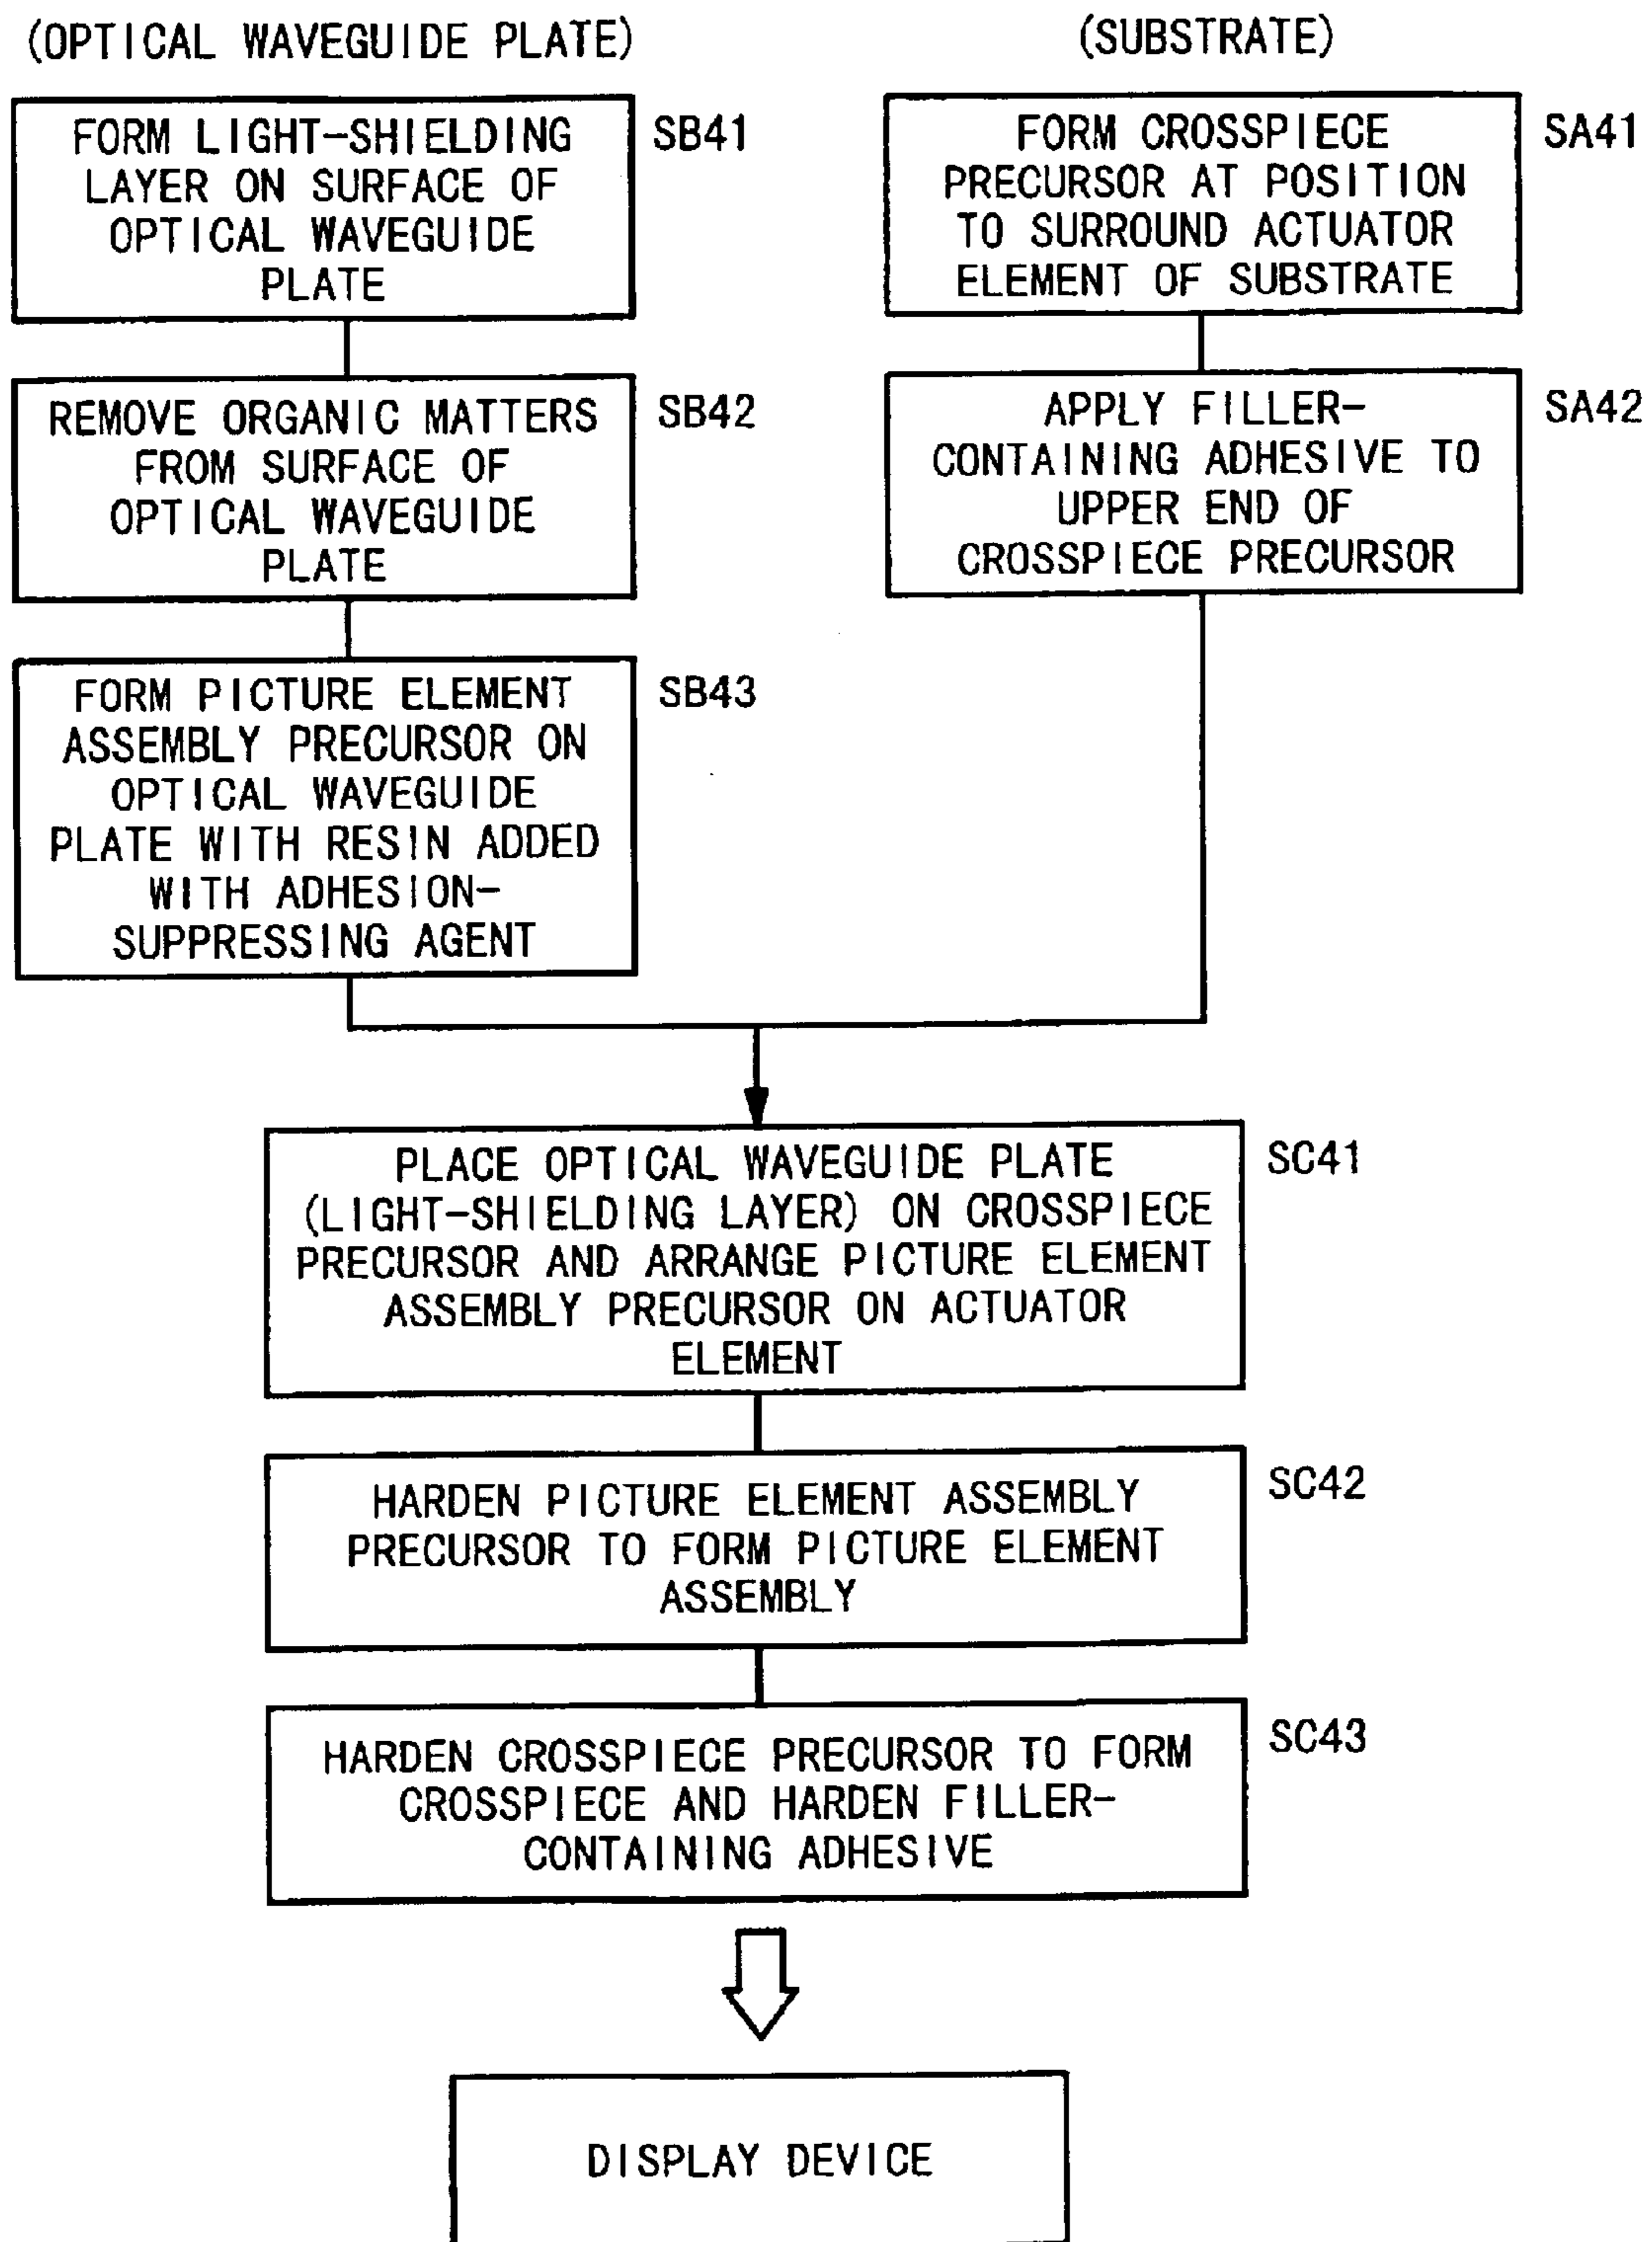 (OPTICAL WAVEGUIDE PLATE)
FORM LIGHT-SHIELDING
LAYER ON SURFACE OF
OPTICAL WAVEGUIDE
PLATE
SB41
REMOVE ORGANIC MATTERS
FROM SURFACE OF
OPTICAL WAVEGUIDE
PLATE
SB42
FORM PICTURE ELEMENT
ASSEMBLY PRECURSOR ON
OPTICAL WAVEGUIDE
PLATE WITH RESIN ADDED
WITH ADHESION-
SUPPRESSING AGENT
SB43
(SUBSTRATE)
FORM CROSSPIECE
PRECURSOR AT POSITION
TO SURROUND ACTUATOR
ELEMENT OF SUBSTRATE
SA41
APPLY FILLER-
CONTAINING ADHESIVE TO
UPPER END OF
CROSSPIECE PRECURSOR
SA42
PLACE OPTICAL WAVEGUIDE PLATE
(LIGHT-SHIELDING LAYER) ON CROSSPIECE
PRECURSOR AND ARRANGE PICTURE ELEMENT
ASSEMBLY PRECURSOR ON ACTUATOR
ELEMENT
SC41
HARDEN PICTURE ELEMENT ASSEMBLY
PRECURSOR TO FORM PICTURE ELEMENT
ASSEMBLY
SC42
HARDEN CROSSPIECE PRECURSOR TO FORM
CROSSPIECE AND HARDEN FILLER-
CONTAINING ADHESIVE
SC43
DISPLAY DEVICE